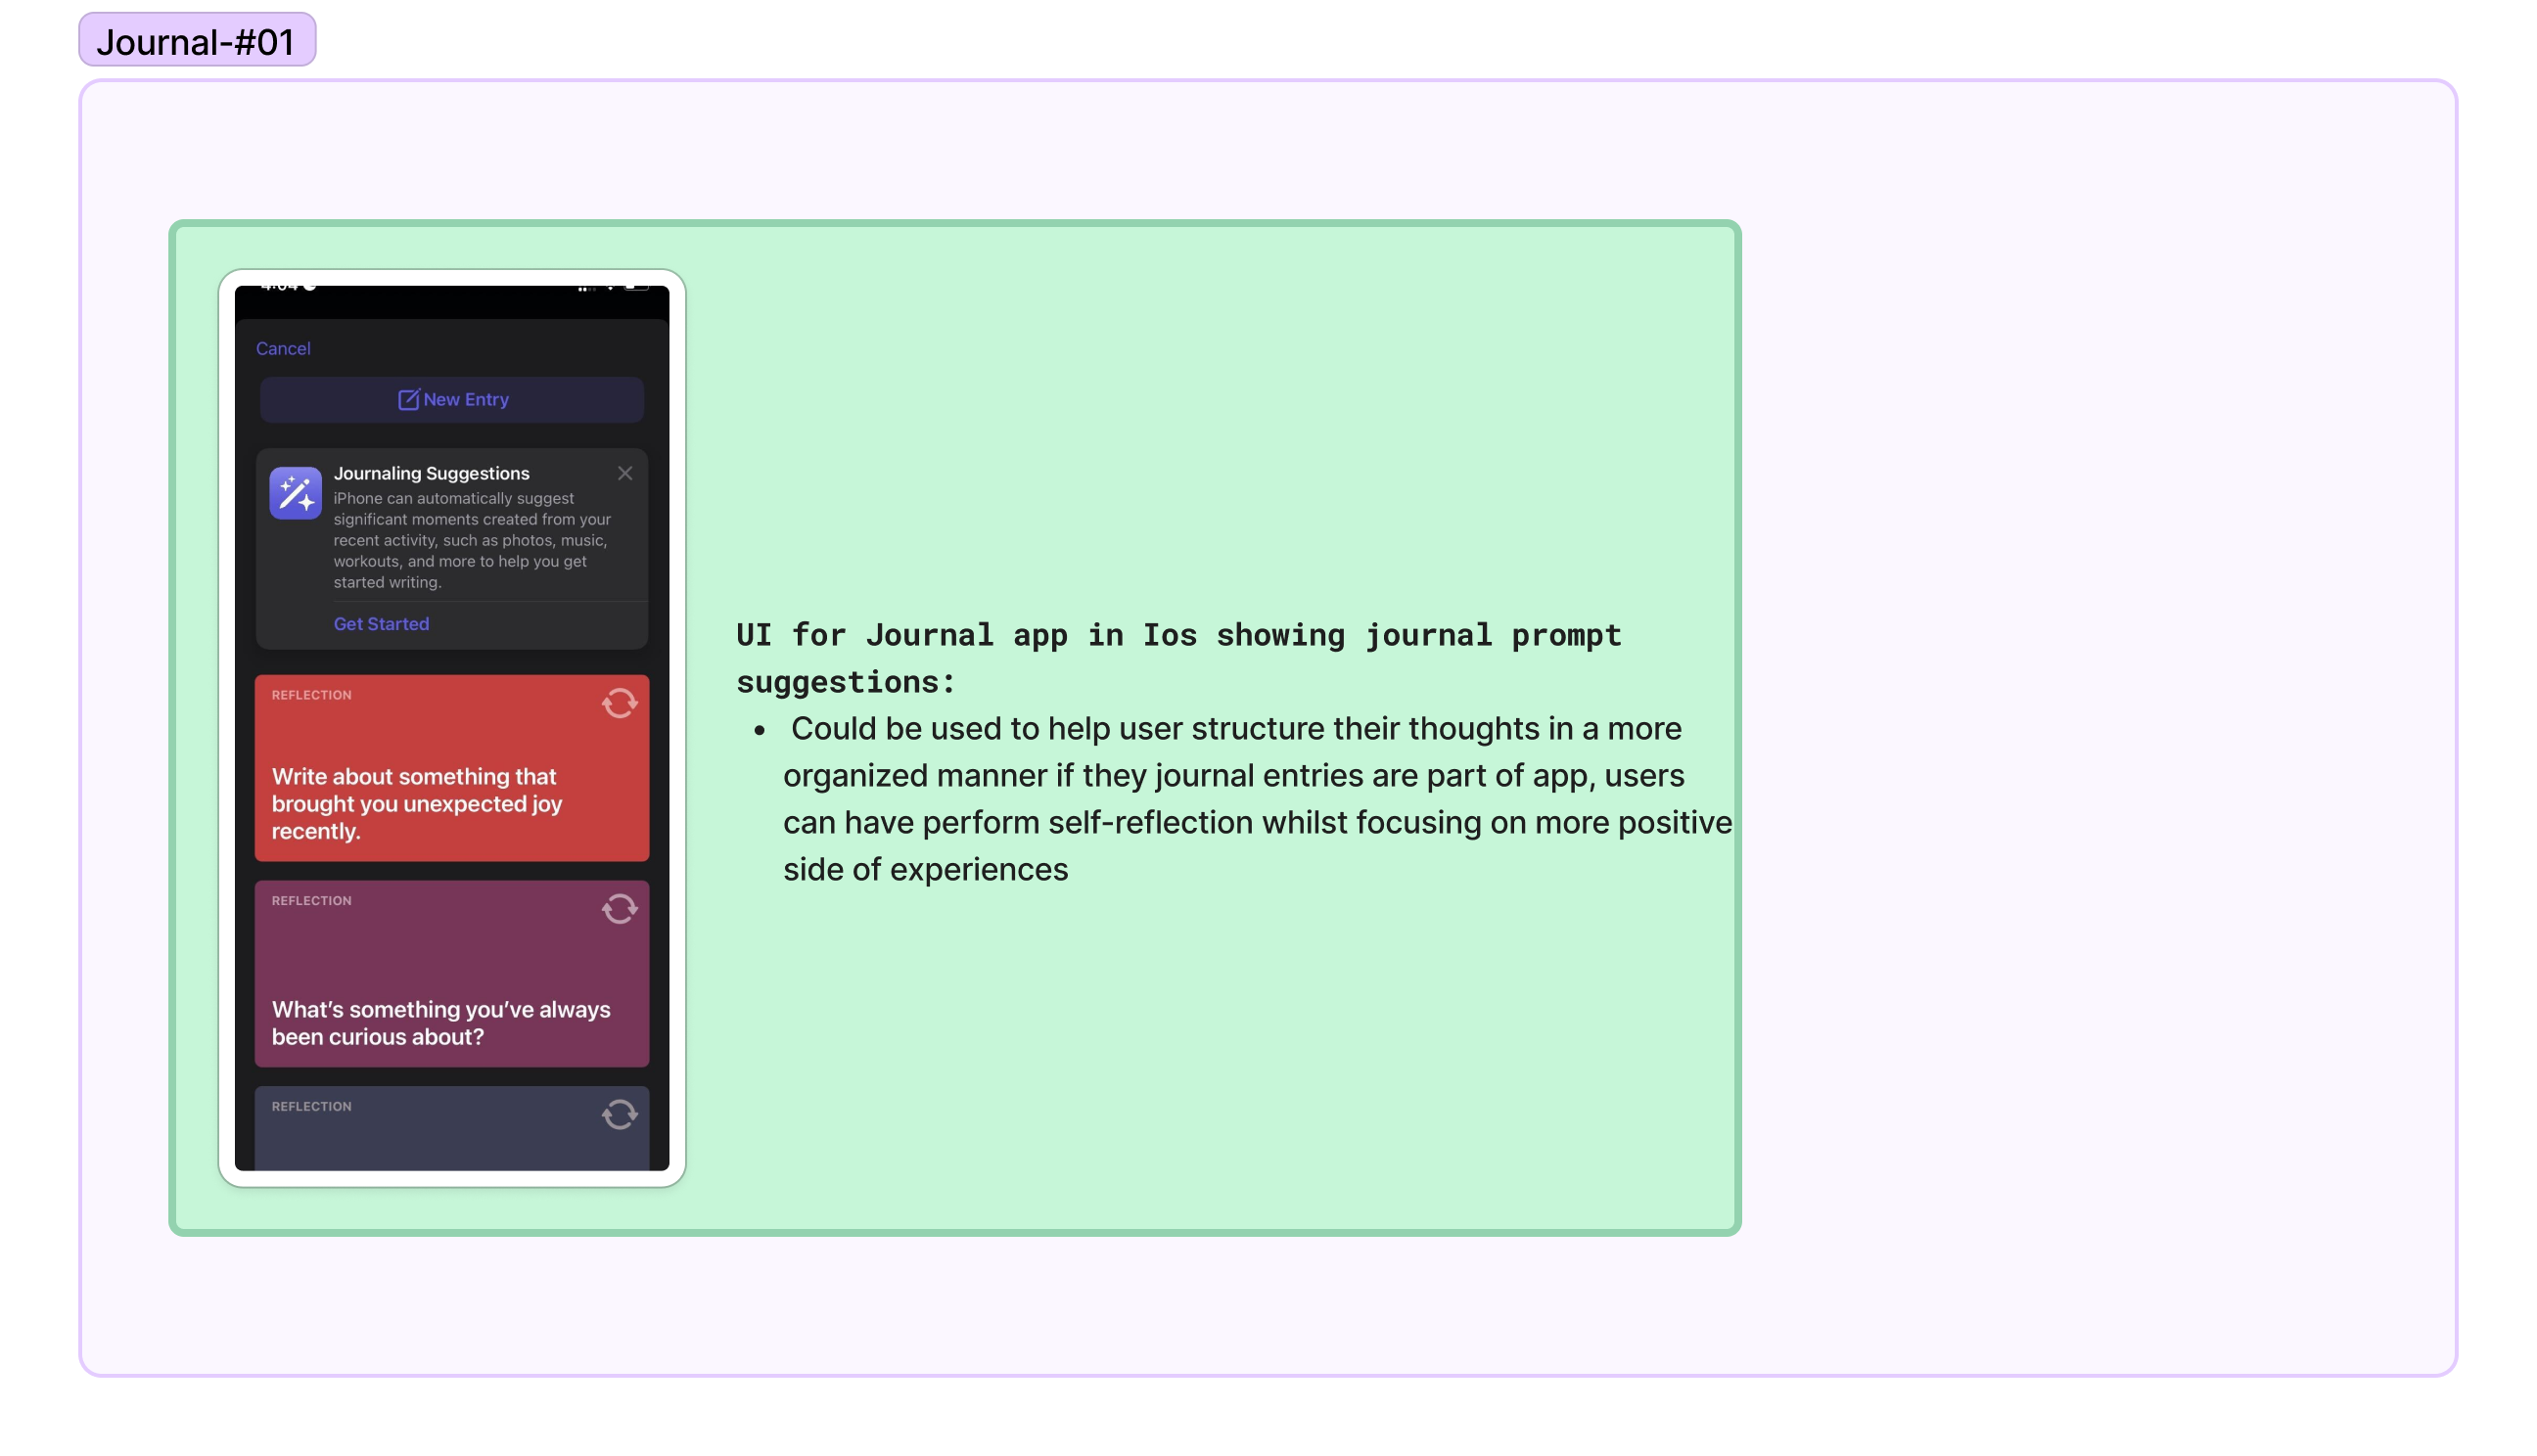 Journal-#01
Cancel
New Entry
Journaling Suggestions
iPhone can automatically suggest
significant moments created from your
recent activity, such as photos, music,
workouts, and more to help you get
started writing.
Get Started
REFLECTION
Write about something that
brought you unexpected joy
recently.
REFLECTION
What's something you've always
been curious about?
REFLECTION
UI for Journal app in Ios showing journal prompt
suggestions:
• Could be used to help user structure their thoughts in a more
organized manner if they journal entries are part of app, users
can have perform self-reflection whilst focusing on more positive
side of experiences